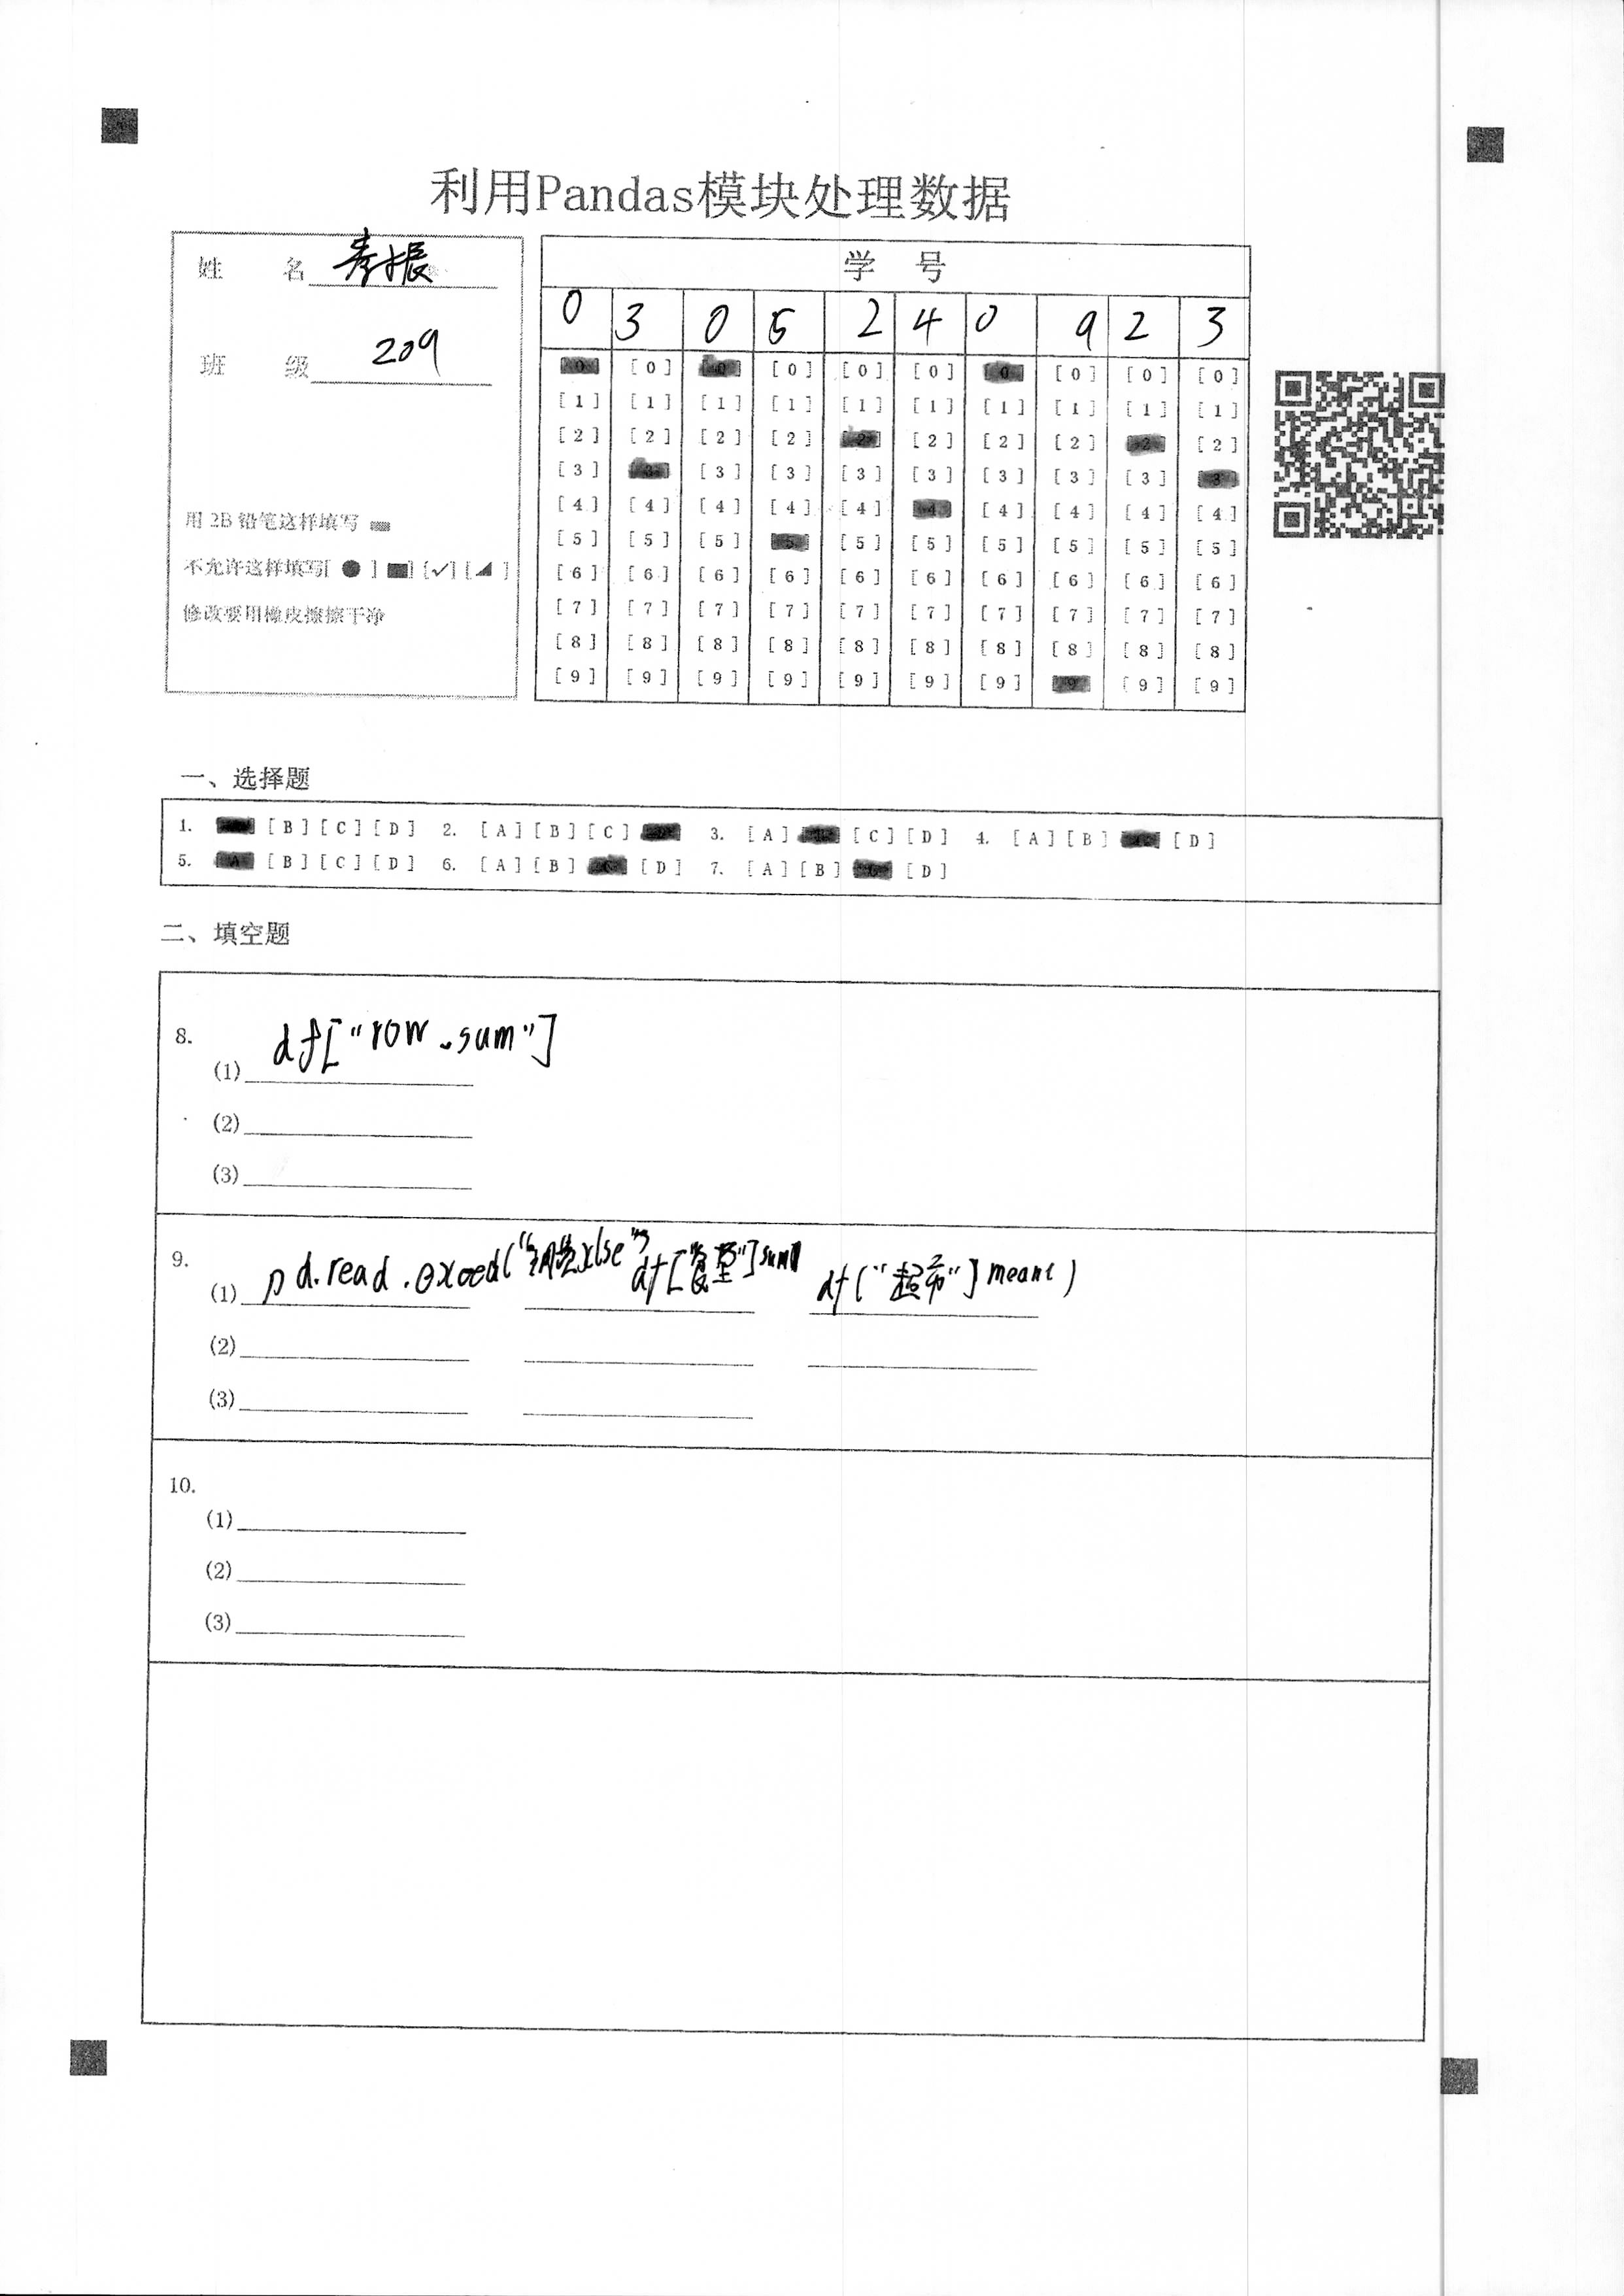 利用Pandas模块处理数据
姓 名 振
班 级 209
用 2B 铅笔这样填写
不允许这样填写[ ● ] [■] [✓] [◢ ]
修改要用橡皮擦擦干净
学 号
0 3 0 5 2 4 0 9 2 3
[0] [0] [0] [0] [0] [0] [0] [0] [0] [0]
[1] [1] [1] [1] [1] [1] [1] [1] [1] [1]
[2] [2] [2] [2] [2] [2] [2] [2] [2] [2]
[3] [3] [3] [3] [3] [3] [3] [3] [3] [3]
[4] [4] [4] [4] [4] [4] [4] [4] [4] [4]
[5] [5] [5] [5] [5] [5] [5] [5] [5] [5]
[6] [6] [6] [6] [6] [6] [6] [6] [6] [6]
[7] [7] [7] [7] [7] [7] [7] [7] [7] [7]
[8] [8] [8] [8] [8] [8] [8] [8] [8] [8]
[9] [9] [9] [9] [9] [9] [9] [9] [9] [9]
一、选择题
1. [A] [B] [C] [D] 2. [A] [B] [C] [D] 3. [A] [B] [C] [D] 4. [A] [B] [C] [D]
5. [A] [B] [C] [D] 6. [A] [B] [C] [D] 7. [A] [B] [C] [D]
二、填空题
8.
(1) df["row_sum"]
(2)
(3)
9.
(1) pd.read.exoed(" xlse") df["食堂"]sum() df("超市"]mean()
(2)
(3)
10.
(1)
(2)
(3)